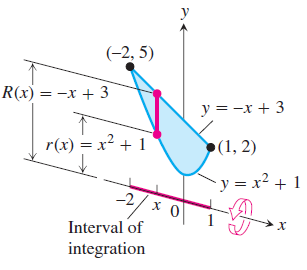 y
(−2, 5)
R(x) = −x + 3
y = −x + 3
r(x) = x² + 1
(1, 2)
y = x² + 1
−2 x 0 1 x
Interval of
integration